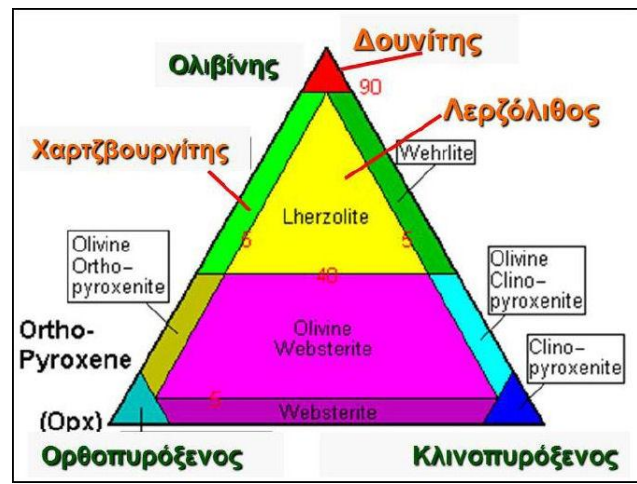 Δουνίτης
Ολιβίνης
90
Λερζόλιθος
Χαρτζβουργίτης
Wehrlite
Lherzolite
Olivine
Ortho-
pyroxenite
5
5
Olivine
Clino-
pyroxenite
40
Ortho-
Pyroxene
Olivine
Websterite
Clino-
pyroxenite
5
(Opx)
Websterite
Ορθοπυρόξενος
Κλινοπυρόξενος